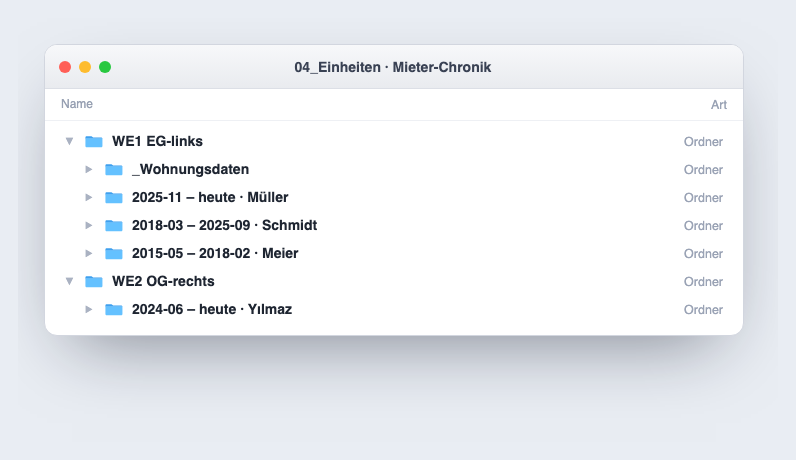 04_Einheiten · Mieter-Chronik
Name Art
WE1 EG-links Ordner
_Wohnungsdaten Ordner
2025-11 – heute · Müller Ordner
2018-03 – 2025-09 · Schmidt Ordner
2015-05 – 2018-02 · Meier Ordner
WE2 OG-rechts Ordner
2024-06 – heute · Yılmaz Ordner